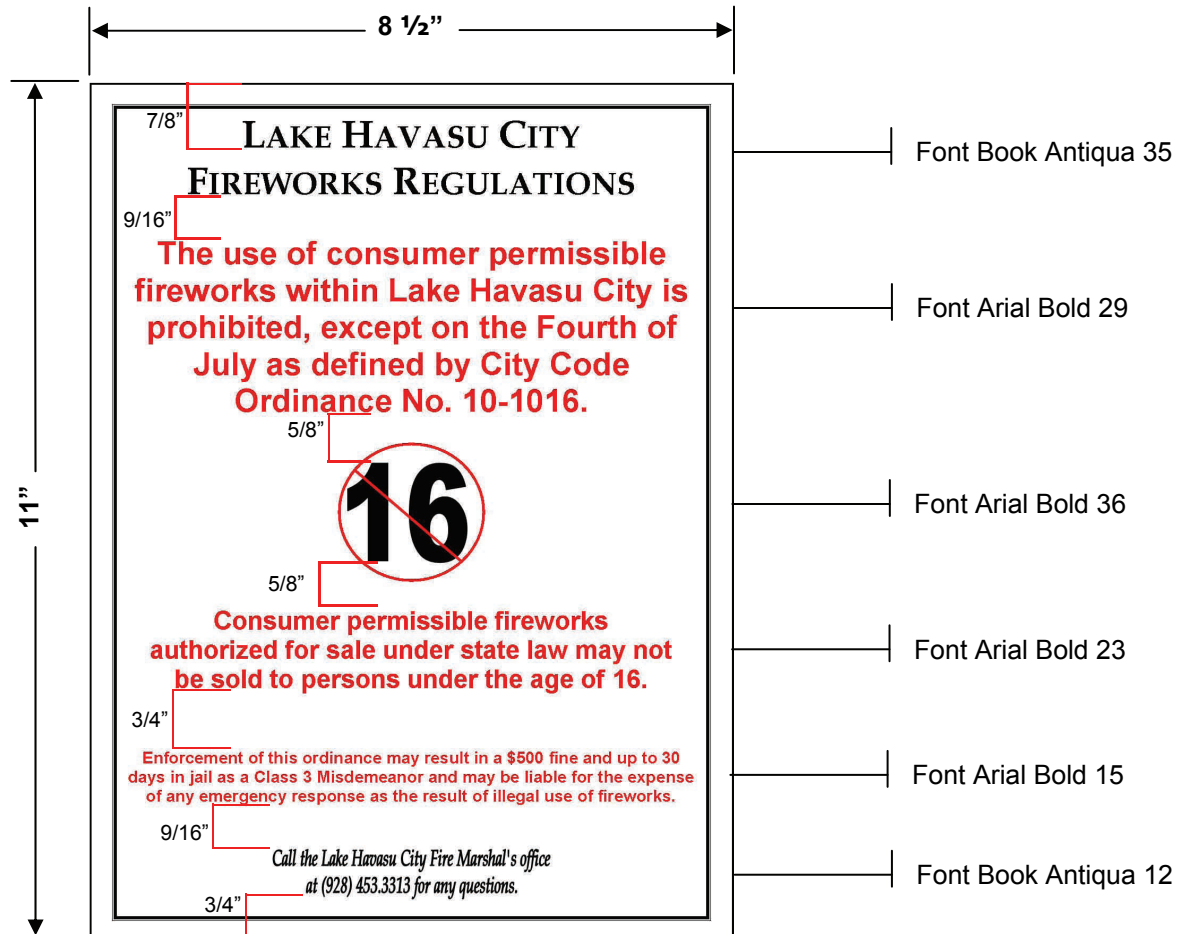 8 ½”
7/8”
LAKE HAVASU CITY
Font Book Antiqua 35
FIREWORKS REGULATIONS
9/16”
The use of consumer permissible
fireworks within Lake Havasu City is
Font Arial Bold 29
prohibited, except on the Fourth of
July as defined by City Code
Ordinance No. 10-1016.
5/8”
11”
16
Font Arial Bold 36
5/8”
Consumer permissible fireworks
authorized for sale under state law may not
Font Arial Bold 23
be sold to persons under the age of 16.
3/4”
Enforcement of this ordinance may result in a $500 fine and up to 30
days in jail as a Class 3 Misdemeanor and may be liable for the expense
Font Arial Bold 15
of any emergency response as the result of illegal use of fireworks.
9/16”
Call the Lake Havasu City Fire Marshal's office
Font Book Antiqua 12
at (928) 453.3313 for any questions.
3/4”